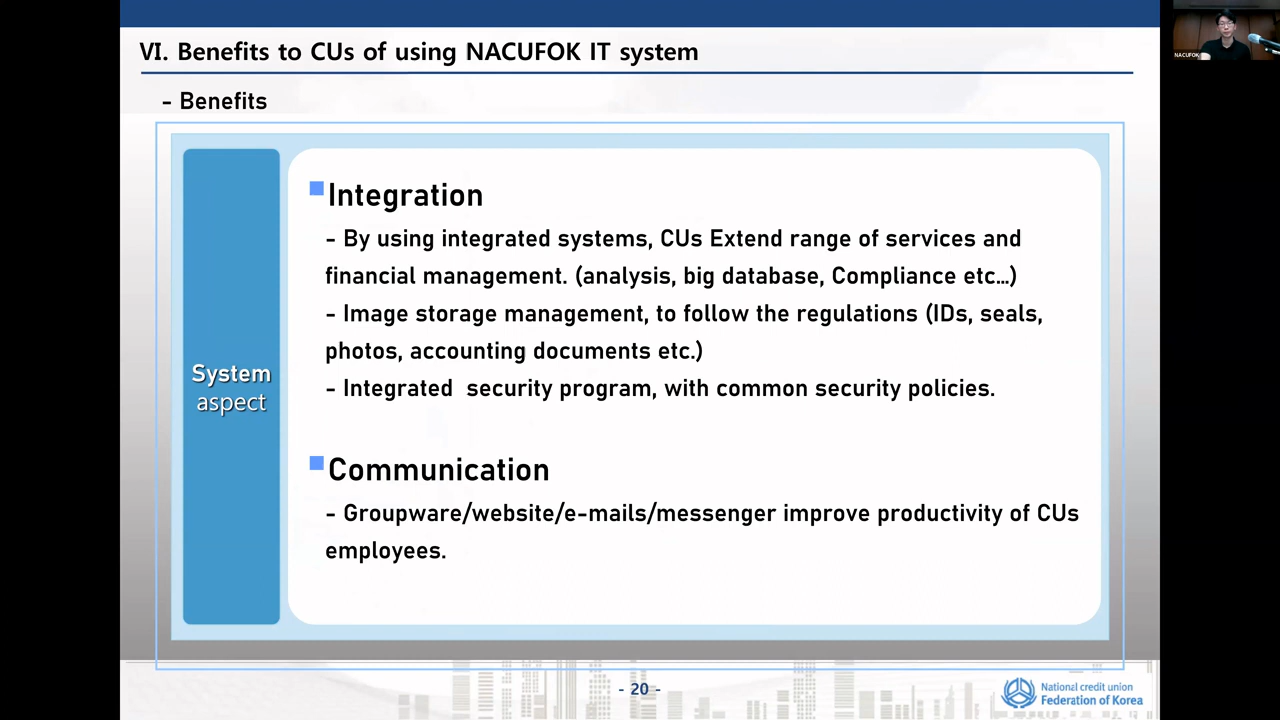 VI. Benefits to CUs of using NACUFOK IT system
- Benefits
System
aspect
Integration
- By using integrated systems, CUs Extend range of services and
financial management. (analysis, big database, Compliance etc...)
- Image storage management, to follow the regulations (IDs, seals,
photos, accounting documents etc.)
- Integrated  security program, with common security policies.
Communication
- Groupware/website/e-mails/messenger improve productivity of CUs
employees.
- 20 -
National credit union
Federation of Korea
NACUFOK